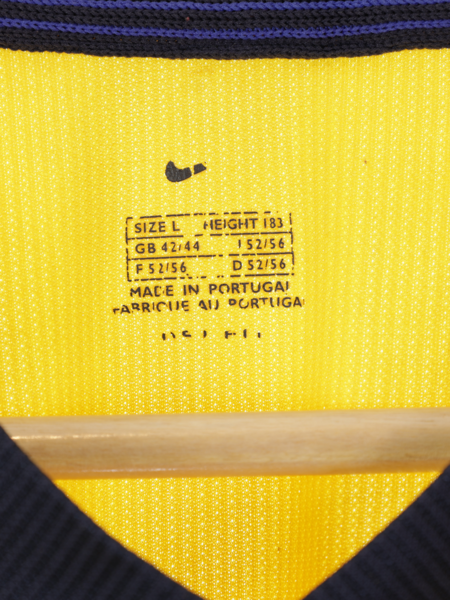 SIZE L HEIGHT 183
GB 42/44 I 52/56
F 52/56 D 52/56
MADE IN PORTUGAL
FABRIQUE AU PORTUGAL